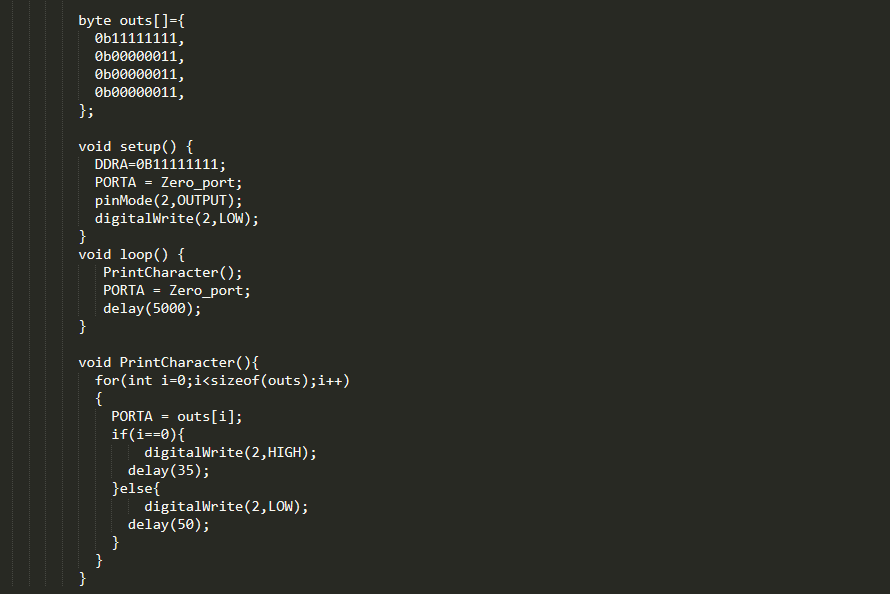 byte outs[]={
0b11111111,
0b00000011,
0b00000011,
0b00000011,
};
void setup() {
DDRA=0B11111111;
PORTA = Zero_port;
pinMode(2,OUTPUT);
digitalWrite(2,LOW);
}
void loop() {
PrintCharacter();
PORTA = Zero_port;
delay(5000);
}
void PrintCharacter(){
for(int i=0;i<sizeof(outs);i++)
{
PORTA = outs[i];
if(i==0){
digitalWrite(2,HIGH);
delay(35);
}else{
digitalWrite(2,LOW);
delay(50);
}
}
}